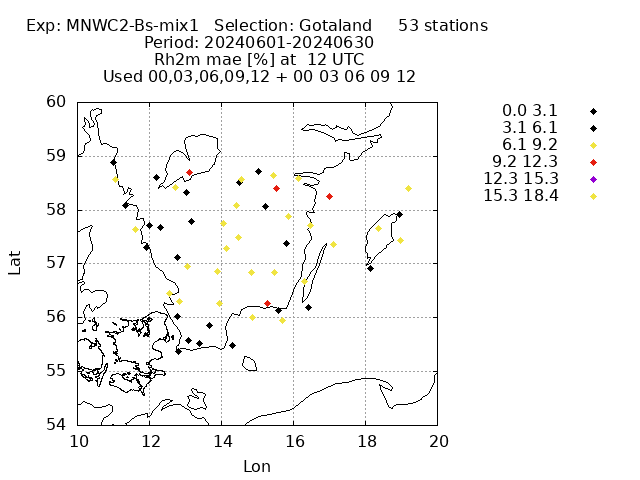 Exp: MNWC2-Bs-mix1   Selection: Gotaland     53 stations
Period: 20240601-20240630
Rh2m mae [%] at  12 UTC
Used 00,03,06,09,12 + 00 03 06 09 12
0.0 3.1
3.1 6.1
6.1 9.2
9.2 12.3
12.3 15.3
15.3 18.4
60
59
58
57
56
55
54
Lat
10 12 14 16 18 20
Lon